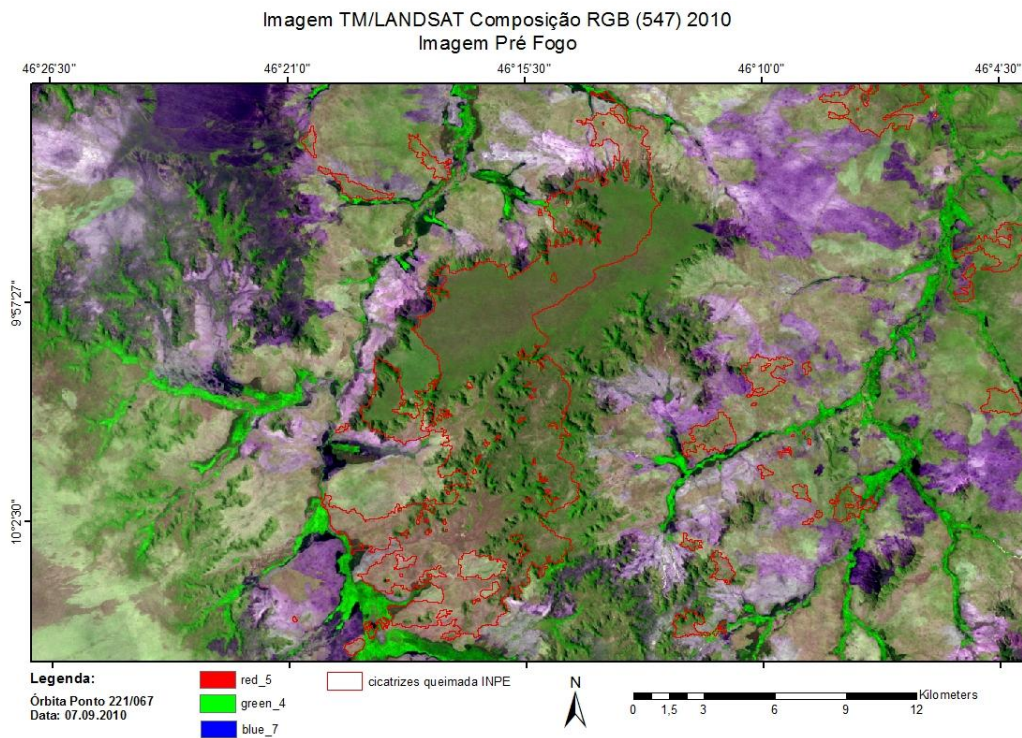 Imagem TM/LANDSAT Composição RGB (547) 2010
Imagem Pré Fogo
46°26'30" 46°21'0" 46°15'30" 46°10'0" 46°4'30"
9°57'27"
10°2'30"
Legenda:
Órbita Ponto 221/067
Data: 07.09.2010
red_5
green_4
blue_7
cicatrizes queimada INPE
N
Kilometers
0 1,5 3 6 9 12